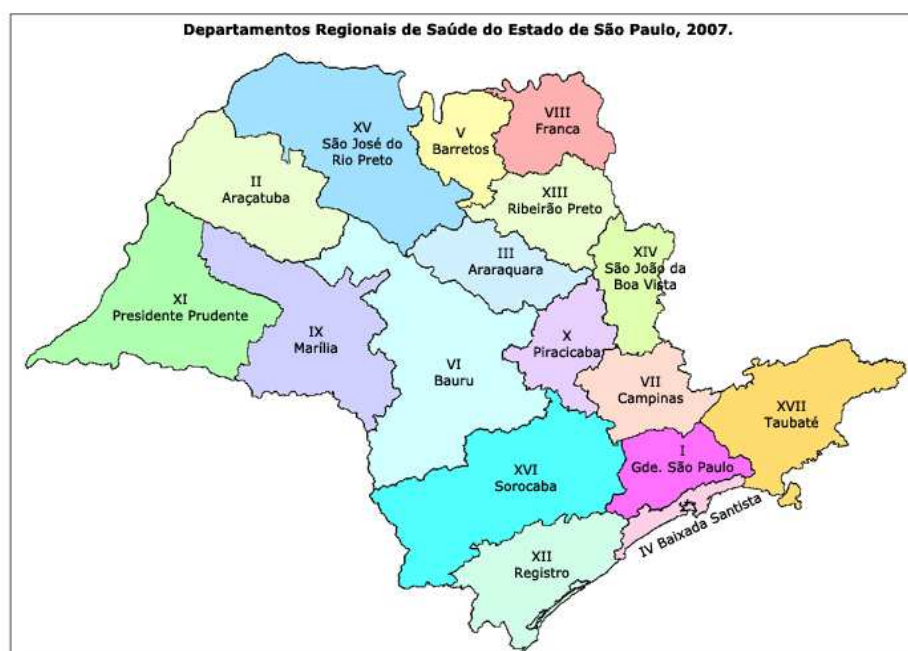 Departamentos Regionais de Saúde do Estado de São Paulo, 2007.
VIII
Franca
V
Barretos
XV
São José do
Rio Preto
II
Araçatuba
XIII
Ribeirão Preto
III
Araraquara
XIV
São João da
Boa Vista
XI
Presidente Prudente
IX
Marília
X
Piracicaba
VI
Bauru
VII
Campinas
XVII
Taubaté
I
Gde. São Paulo
XVI
Sorocaba
IV Baixada Santista
XII
Registro